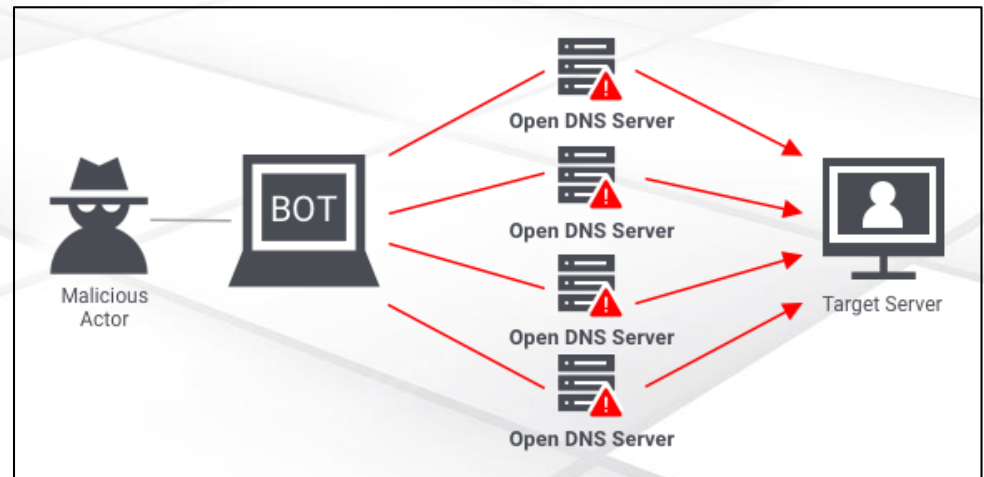 Open DNS Server
BOT
Open DNS Server
Malicious
Actor
Open DNS Server
Target Server
Open DNS Server